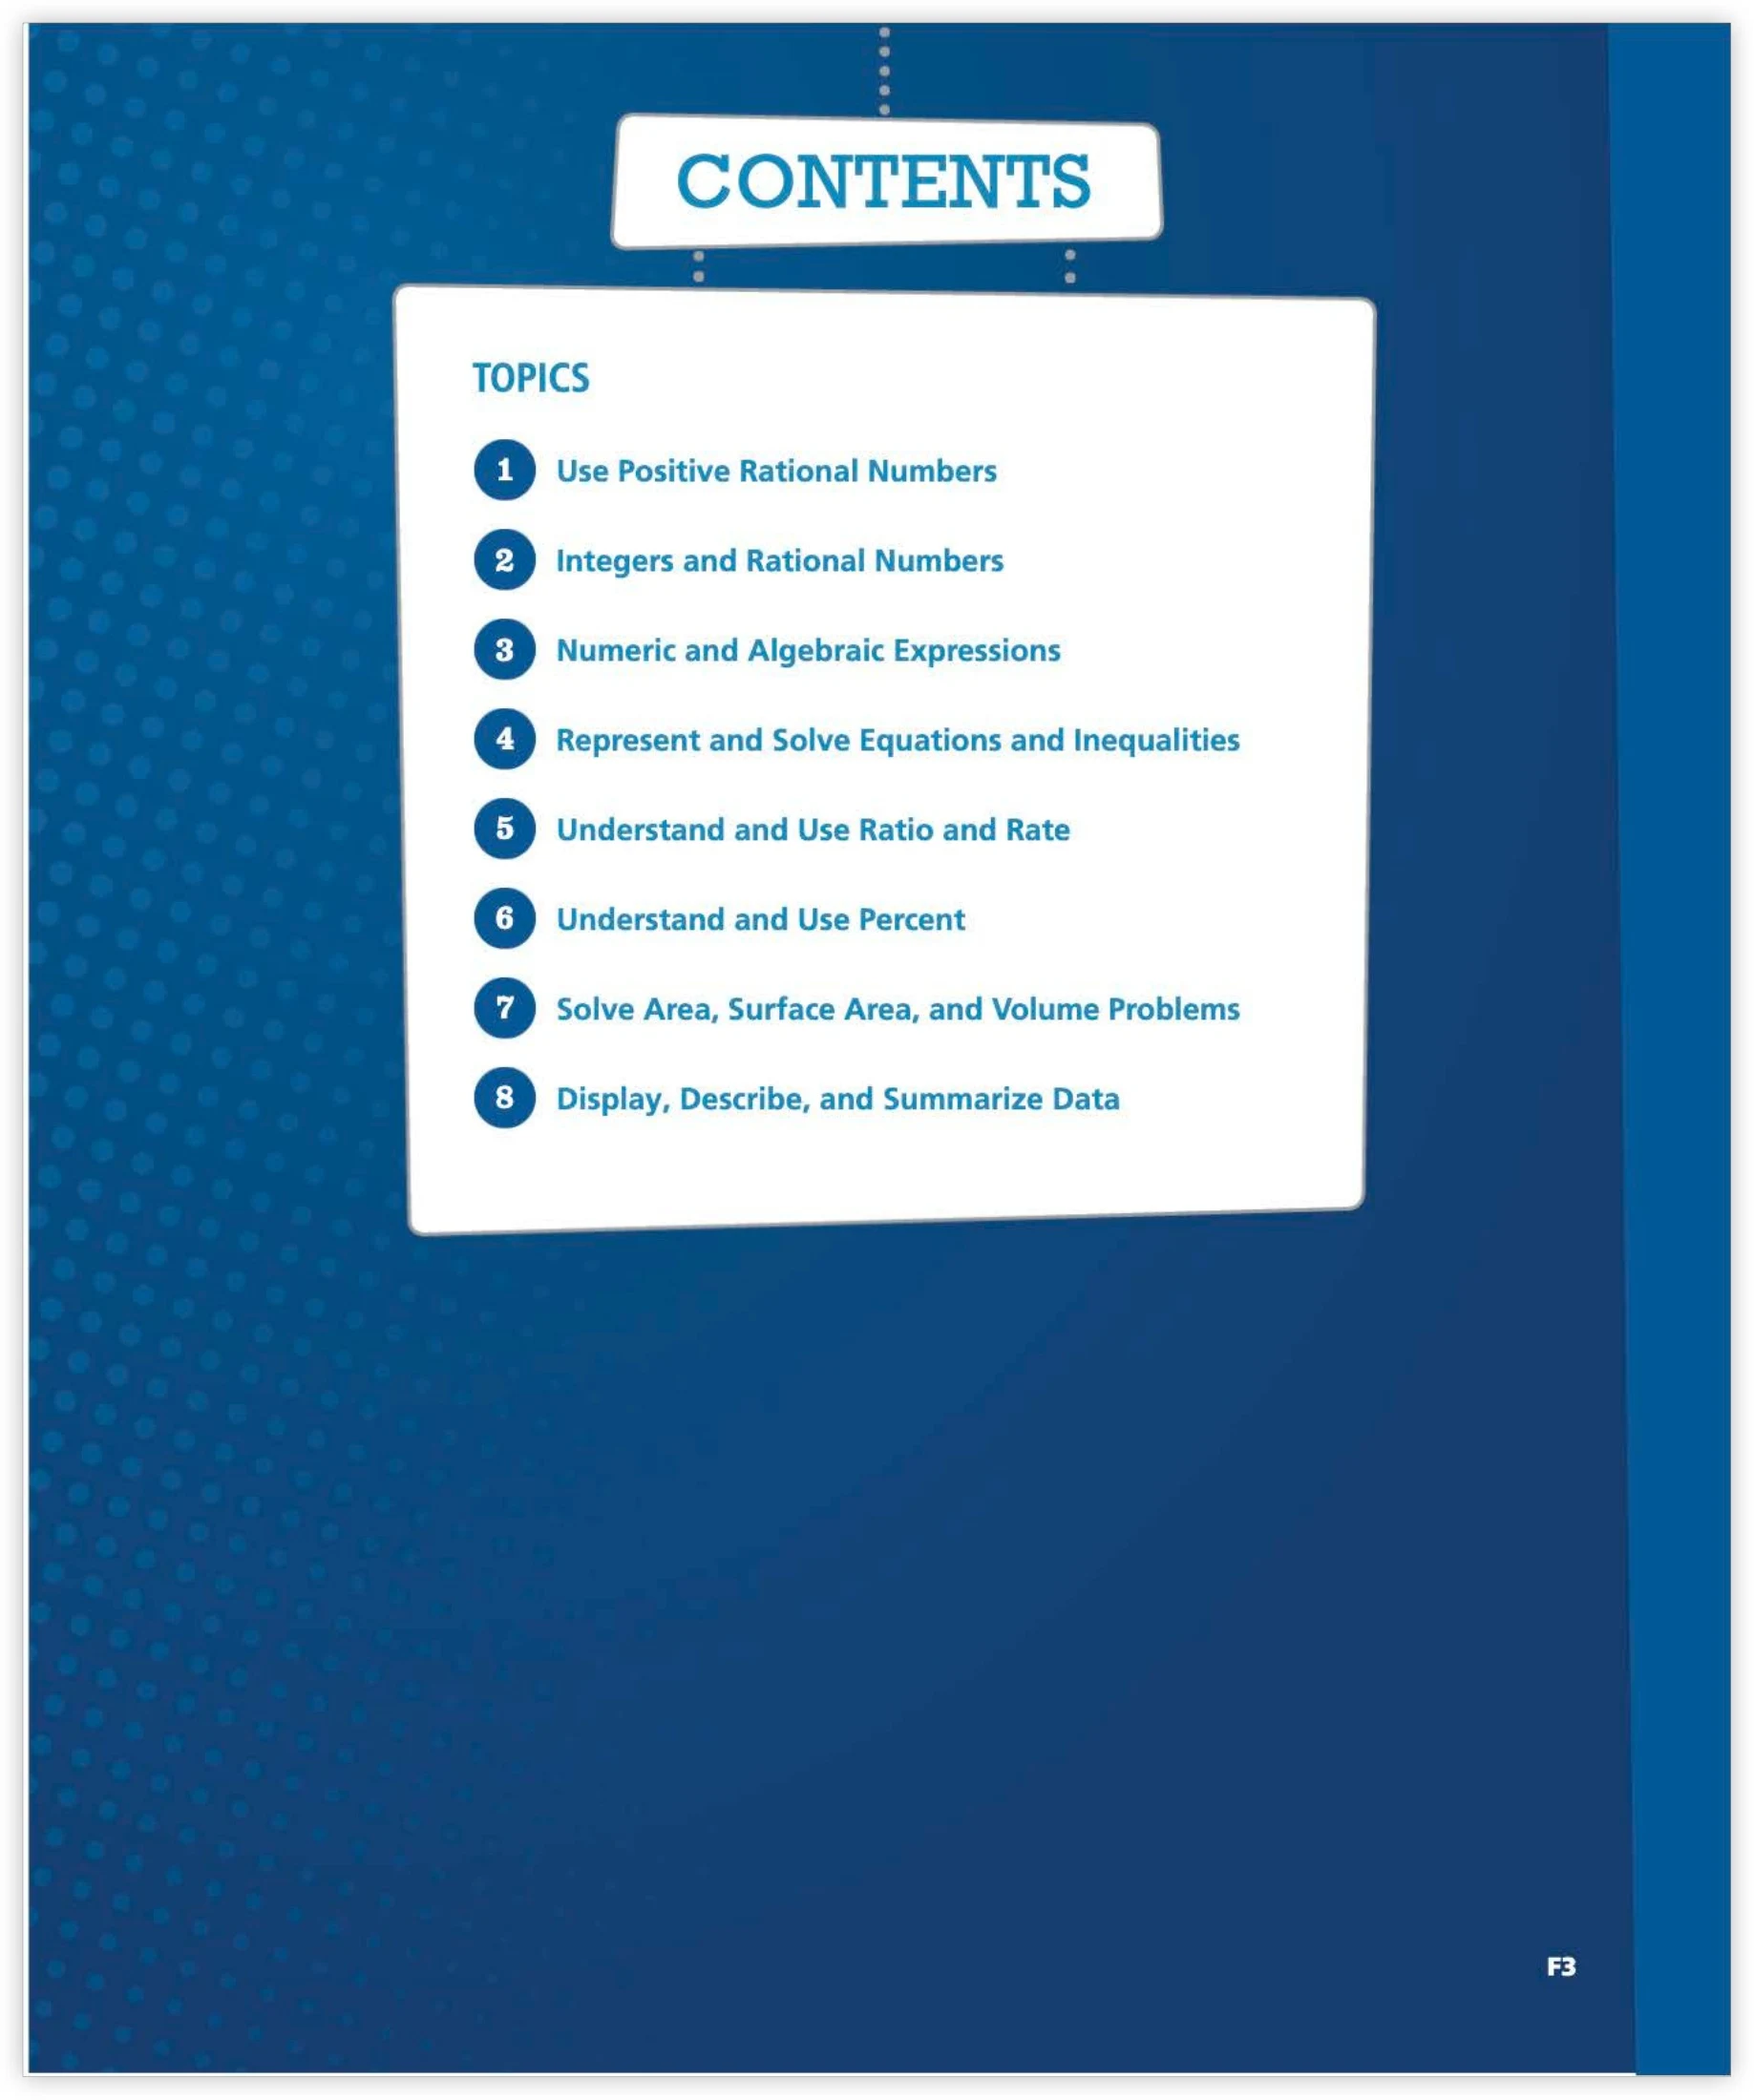 CONTENTS
TOPICS
1 Use Positive Rational Numbers
2 Integers and Rational Numbers
3 Numeric and Algebraic Expressions
4 Represent and Solve Equations and Inequalities
5 Understand and Use Ratio and Rate
6 Understand and Use Percent
7 Solve Area, Surface Area, and Volume Problems
8 Display, Describe, and Summarize Data
F3